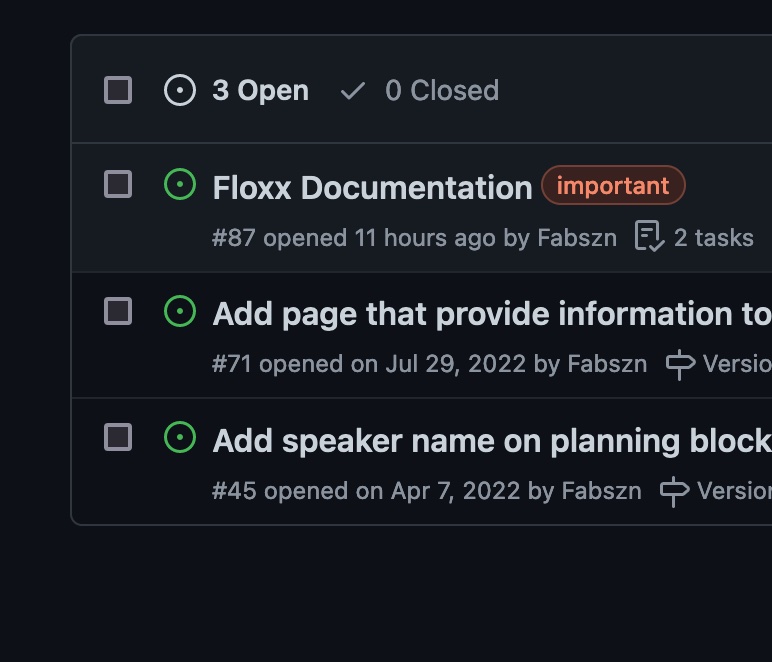 3 Open 0 Closed
Floxx Documentation important
#87 opened 11 hours ago by Fabszn 2 tasks
Add page that provide information to
#71 opened on Jul 29, 2022 by Fabszn Versio
Add speaker name on planning block
#45 opened on Apr 7, 2022 by Fabszn Version